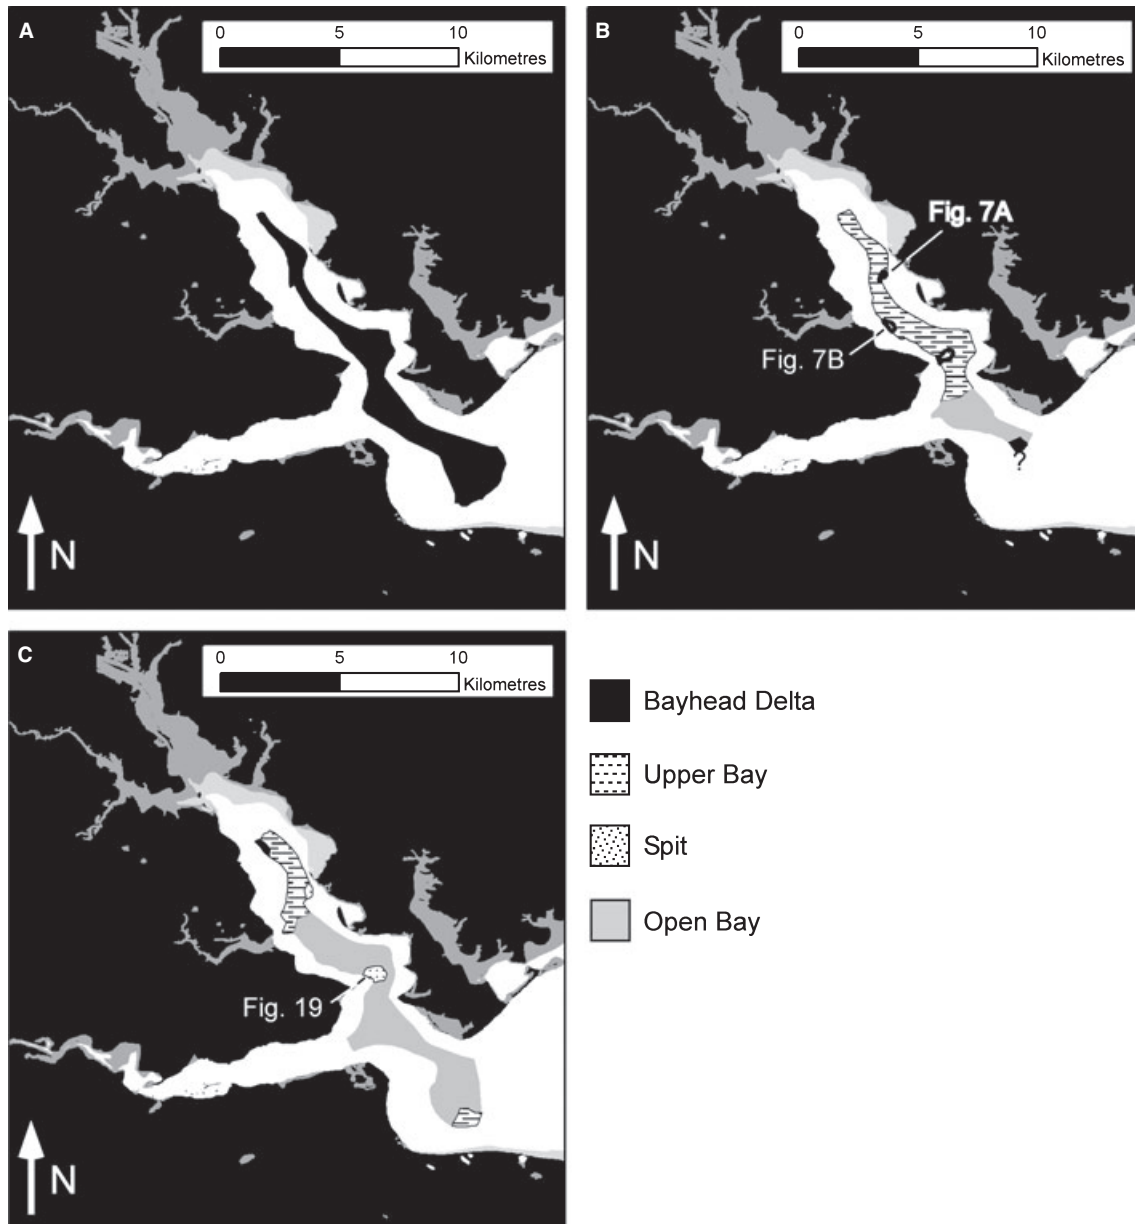 A
0 5 10
Kilometres
N
B
0 5 10
Kilometres
Fig. 7A
Fig. 7B
?
N
C
0 5 10
Kilometres
Fig. 19
N
Bayhead Delta
Upper Bay
Spit
Open Bay